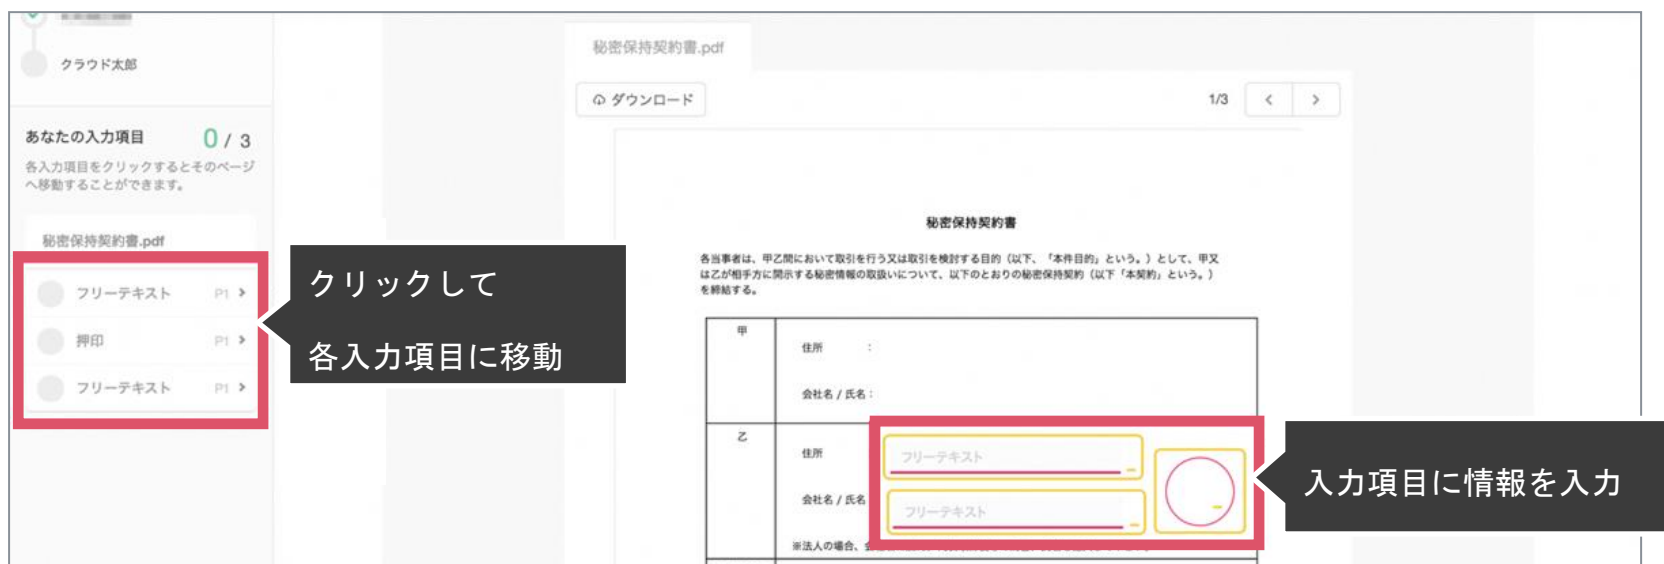 クラウド太郎
あなたの入力項目 0 / 3
各入力項目をクリックするとそのページ
へ移動することができます。
秘密保持契約書.pdf
フリーテキスト P1
押印 P1
フリーテキスト P1
クリックして
各入力項目に移動
秘密保持契約書.pdf
ダウンロード
1/3
秘密保持契約書
各当事者は、甲乙間において取引を行う又は取引を検討する目的（以下、「本件目的」という。）として、甲又
は乙が相手方に開示する秘密情報の取扱いについて、以下のとおりの秘密保持契約（以下「本契約」という。）
を締結する。
甲
住所 ：
会社名 / 氏名：
乙
住所
フリーテキスト
会社名 / 氏名
フリーテキスト
※法人の場合、
入力項目に情報を入力